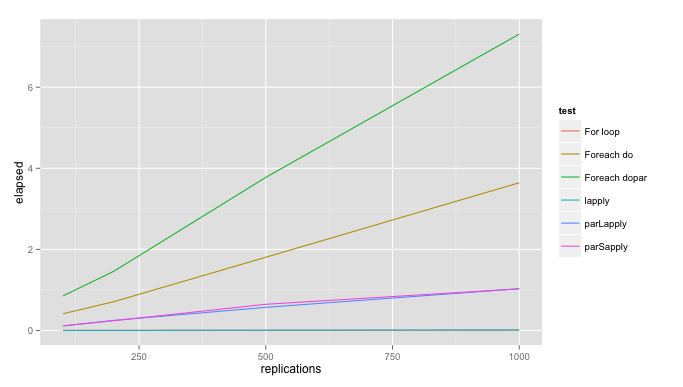 elapsed
6
4
2
0
250
500
750
1000
replications
test
For loop
Foreach do
Foreach dopar
lapply
parLapply
parSapply